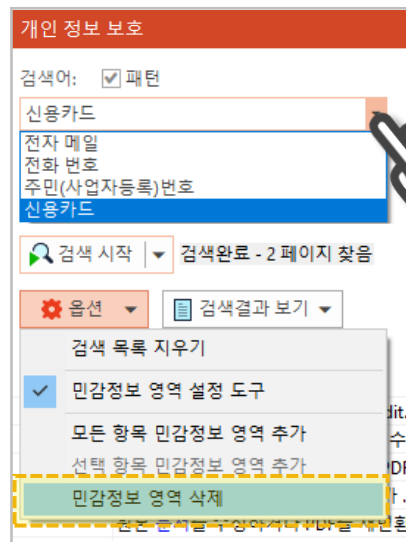 개인 정보 보호
검색어: 패턴
신용카드
전자 메일
전화 번호
주민(사업자등록)번호
신용카드
검색 시작 검색완료 - 2 페이지 찾음
옵션 검색결과 보기
검색 목록 지우기
민감정보 영역 설정 도구
모든 항목 민감정보 영역 추가
선택 항목 민감정보 영역 추가
민감정보 영역 삭제